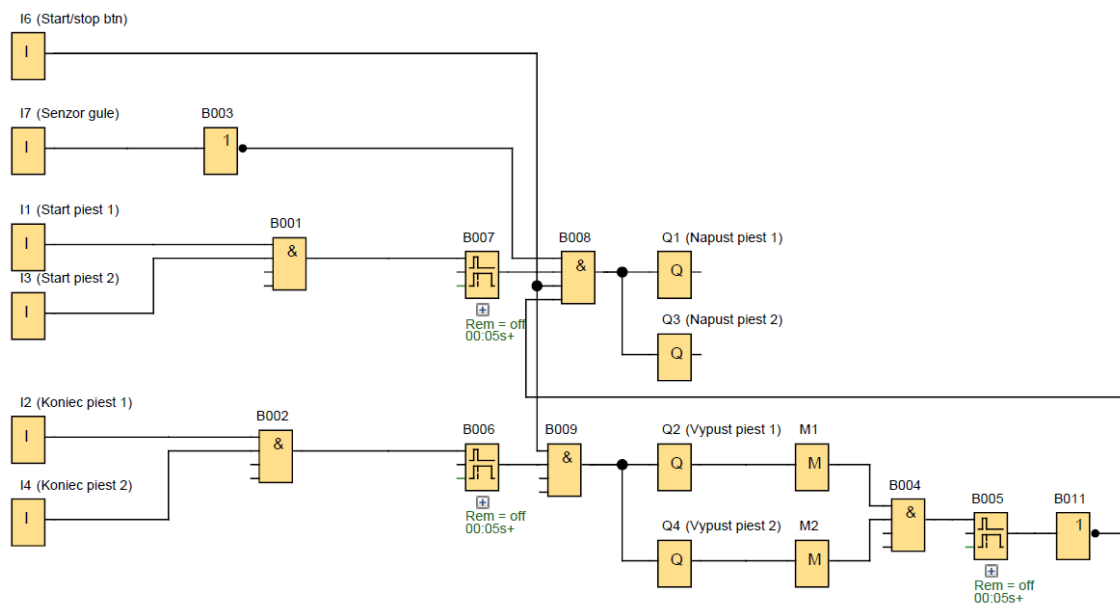 I6 (Start/stop btn)
I
I7 (Senzor gule)
B003
I
1
I1 (Start piest 1)
B001
B007
B008
Q1 (Napust piest 1)
I
&
&
Q
I3 (Start piest 2)
I
Rem = off
00:05s+
Q3 (Napust piest 2)
Q
I2 (Koniec piest 1)
B002
B006
B009
Q2 (Vypust piest 1)
M1
I
&
&
Q
M
I4 (Koniec piest 2)
B004
B005
B011
I
Rem = off
00:05s+
&
1
Q4 (Vypust piest 2)
M2
Q
M
Rem = off
00:05s+